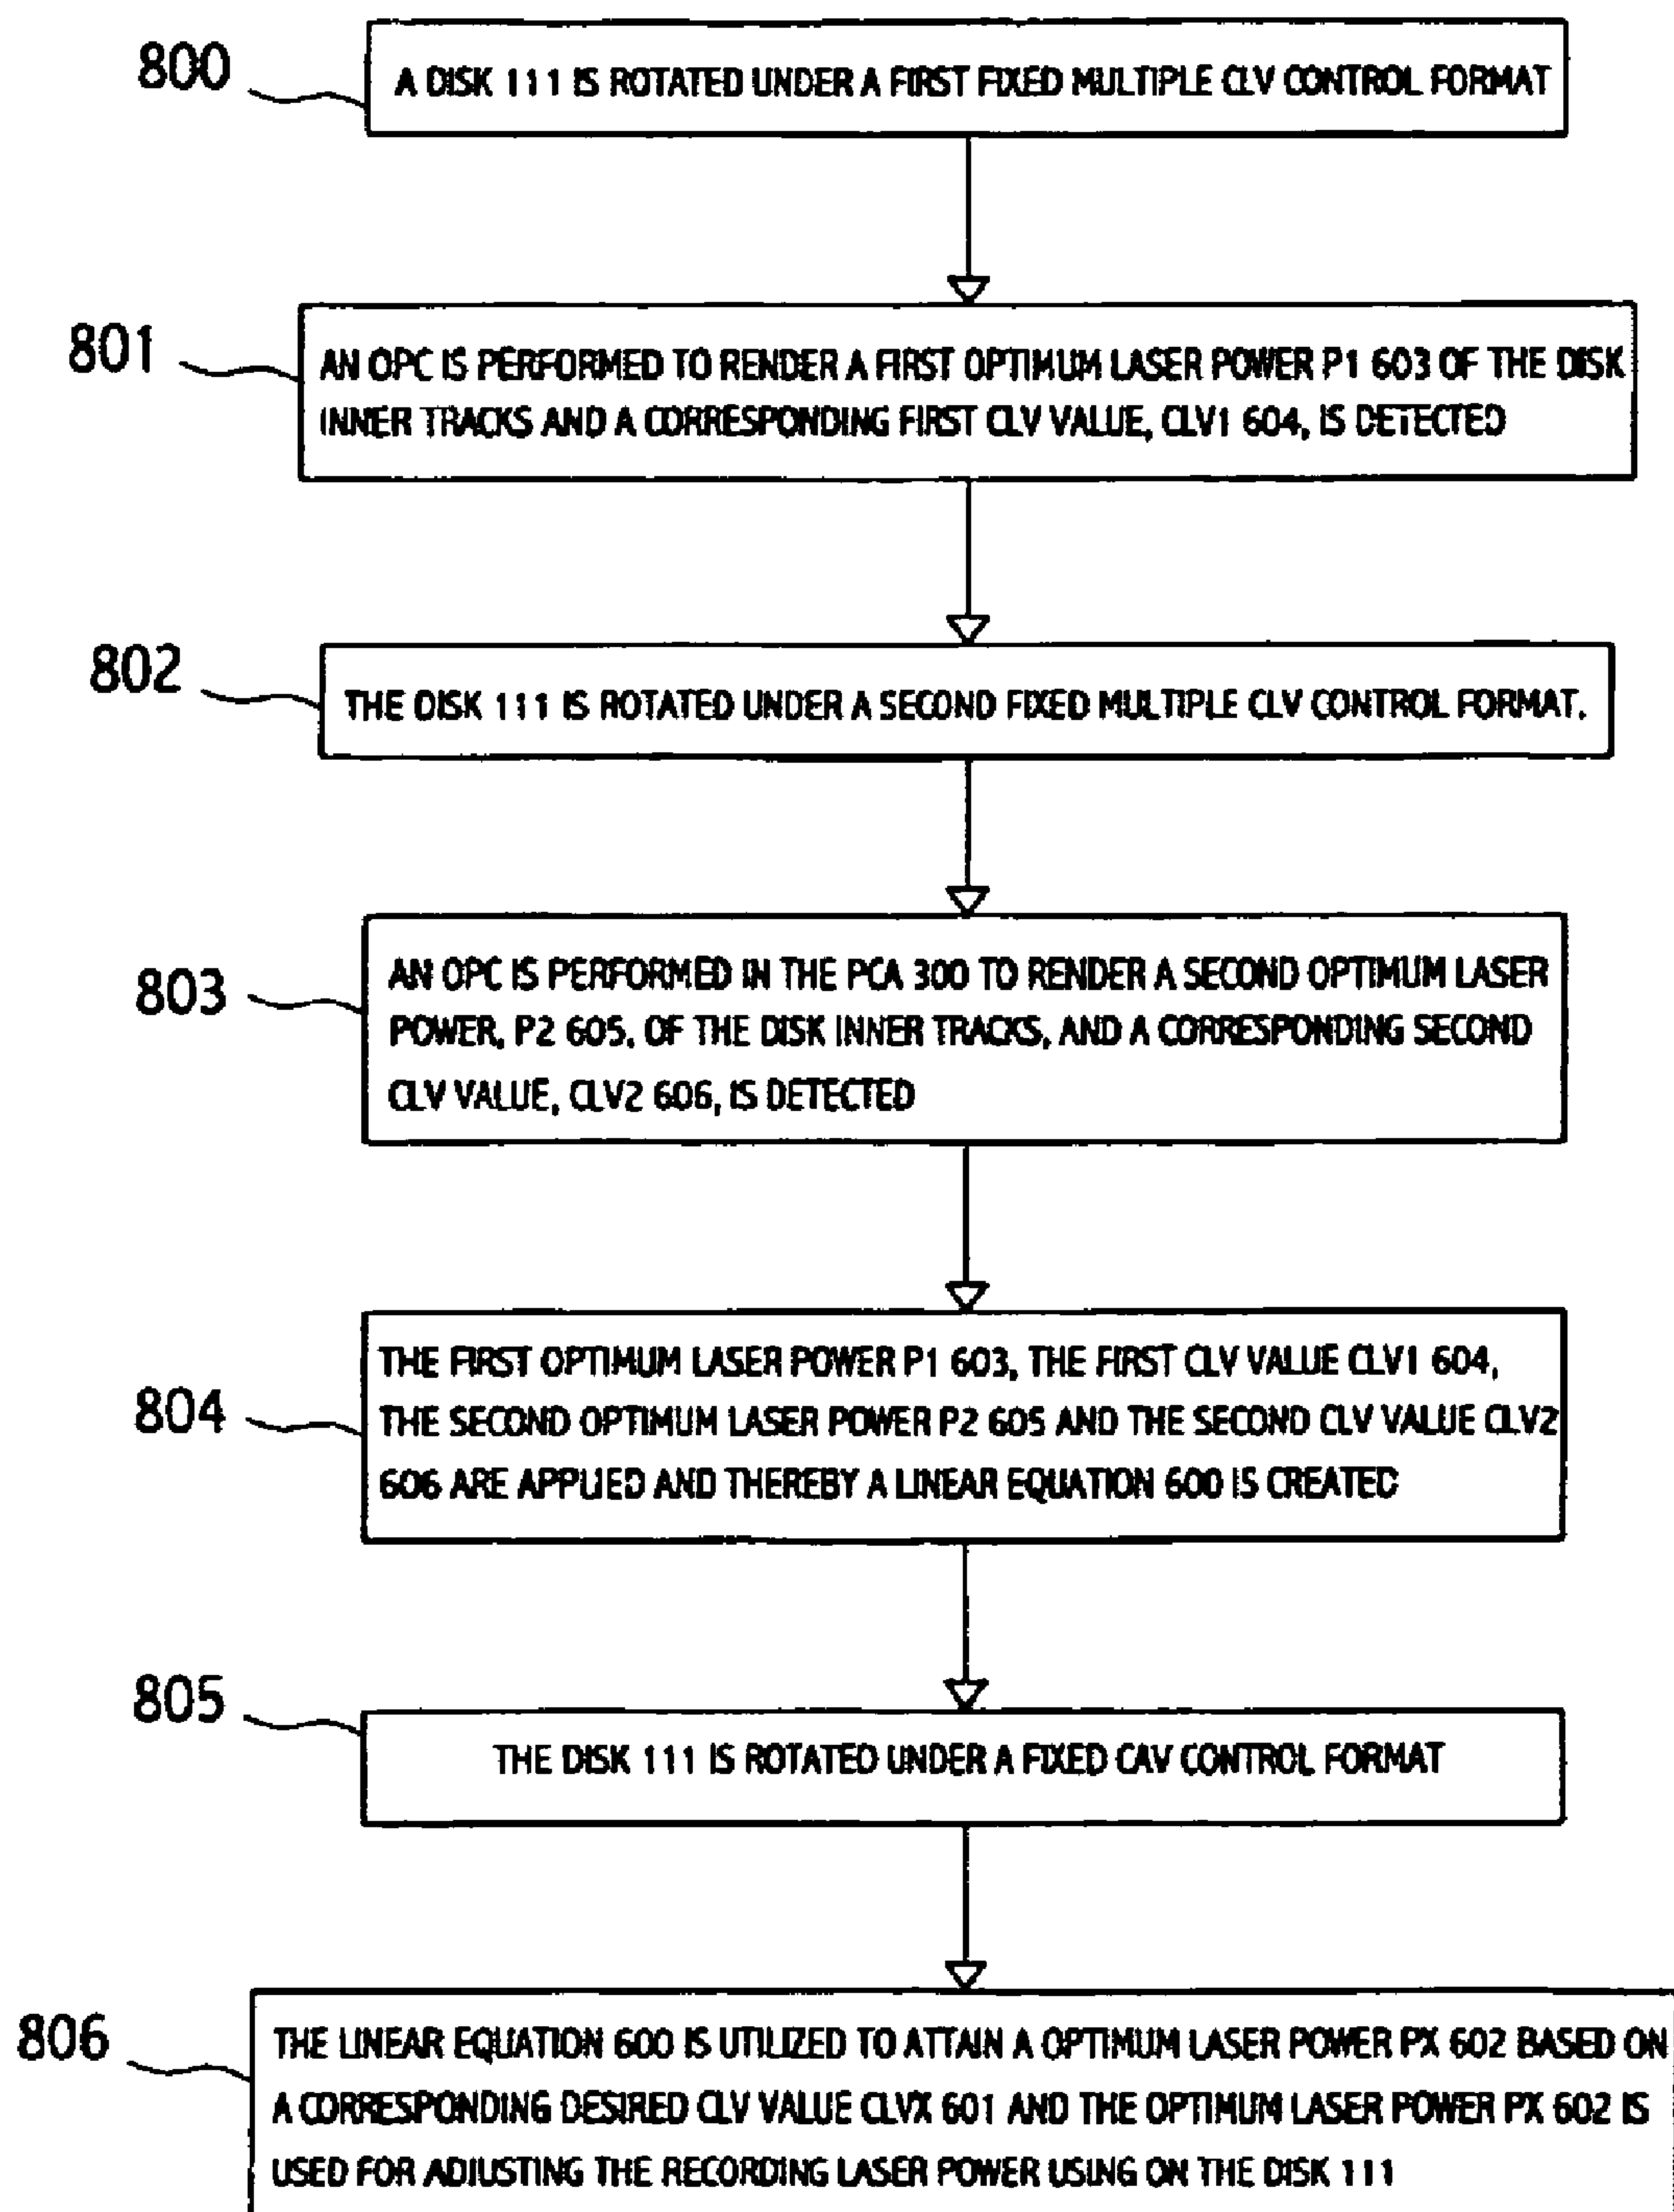 800
A DISK 111 IS ROTATED UNDER A FIRST FIXED MULTIPLE CLV CONTROL FORMAT
801
AN OPC IS PERFORMED TO RENDER A FIRST OPTIMUM LASER POWER P1 603 OF THE DISK
INNER TRACKS AND A CORRESPONDING FIRST CLV VALUE, CLV1 604, IS DETECTED
802
THE DISK 111 IS ROTATED UNDER A SECOND FIXED MULTIPLE CLV CONTROL FORMAT.
803
AN OPC IS PERFORMED IN THE PCA 300 TO RENDER A SECOND OPTIMUM LASER
POWER, P2 605, OF THE DISK INNER TRACKS, AND A CORRESPONDING SECOND
CLV VALUE, CLV2 606, IS DETECTED
804
THE FIRST OPTIMUM LASER POWER P1 603, THE FIRST CLV VALUE CLV1 604,
THE SECOND OPTIMUM LASER POWER P2 605 AND THE SECOND CLV VALUE CLV2
606 ARE APPLIED AND THEREBY A LINEAR EQUATION 600 IS CREATED
805
THE DISK 111 IS ROTATED UNDER A FIXED CAV CONTROL FORMAT
806
THE LINEAR EQUATION 600 IS UTILIZED TO ATTAIN A OPTIMUM LASER POWER PX 602 BASED ON
A CORRESPONDING DESIRED CLV VALUE CLVX 601 AND THE OPTIMUM LASER POWER PX 602 IS
USED FOR ADJUSTING THE RECORDING LASER POWER USING ON THE DISK 111